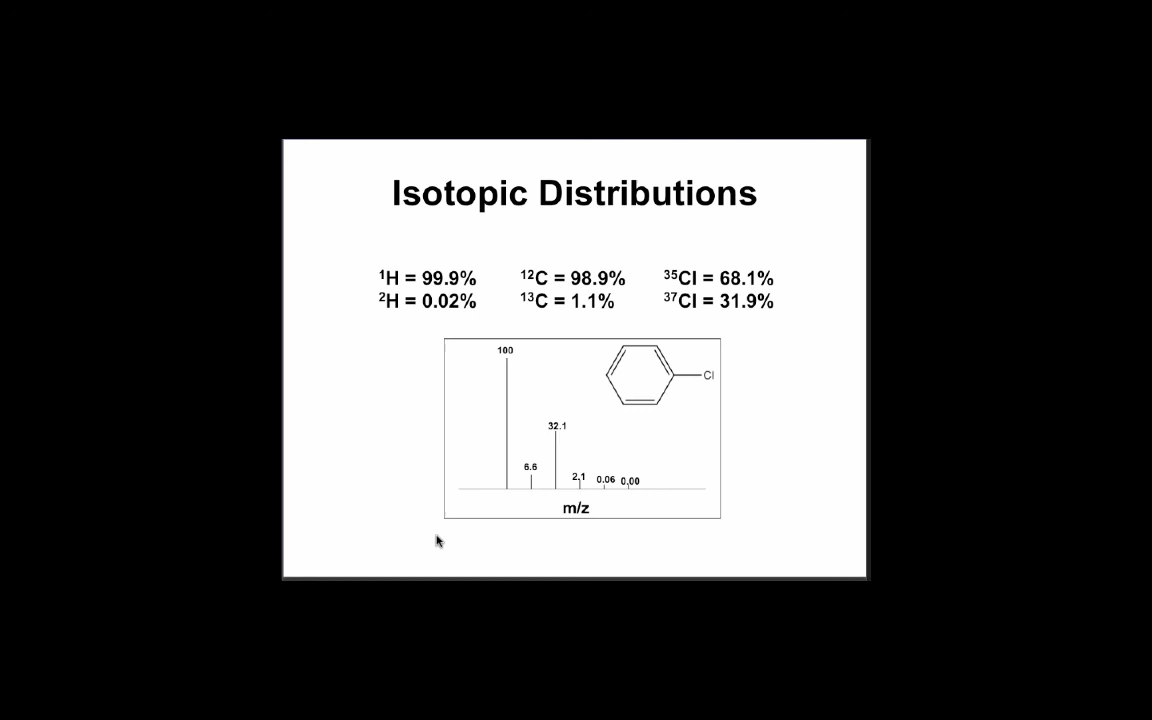 Isotopic Distributions
¹H = 99.9% ¹²C = 98.9% ³⁵Cl = 68.1%
²H = 0.02% ¹³C = 1.1% ³⁷Cl = 31.9%
100
Cl
32.1
6.6
2.1 0.06 0.00
m/z